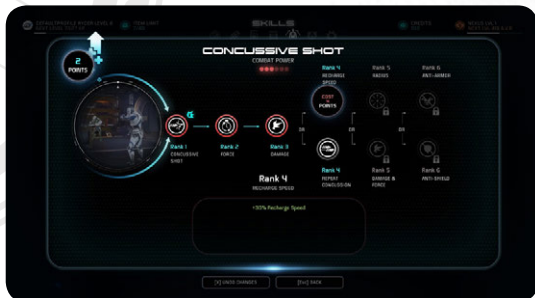 SKILLS
CONCUSSIVE SHOT
COMBAT POWER
2
POINTS
Rank 1
CONCUSSIVE
SHOT
Rank 2
FORCE
Rank 3
DAMAGE
Rank 4
RECHARGE
SPEED
COST
POINTS
Rank 5
RADIUS
Rank 6
ANTI-ARMOR
OR
OR
OR
Rank 4
REPEAT
CONCUSSION
Rank 5
DAMAGE &
FORCE
Rank 6
ANTI-SHIELD
Rank 4
RECHARGE SPEED
Recharge Speed
[X] UNDO CHANGES
[Esc] BACK